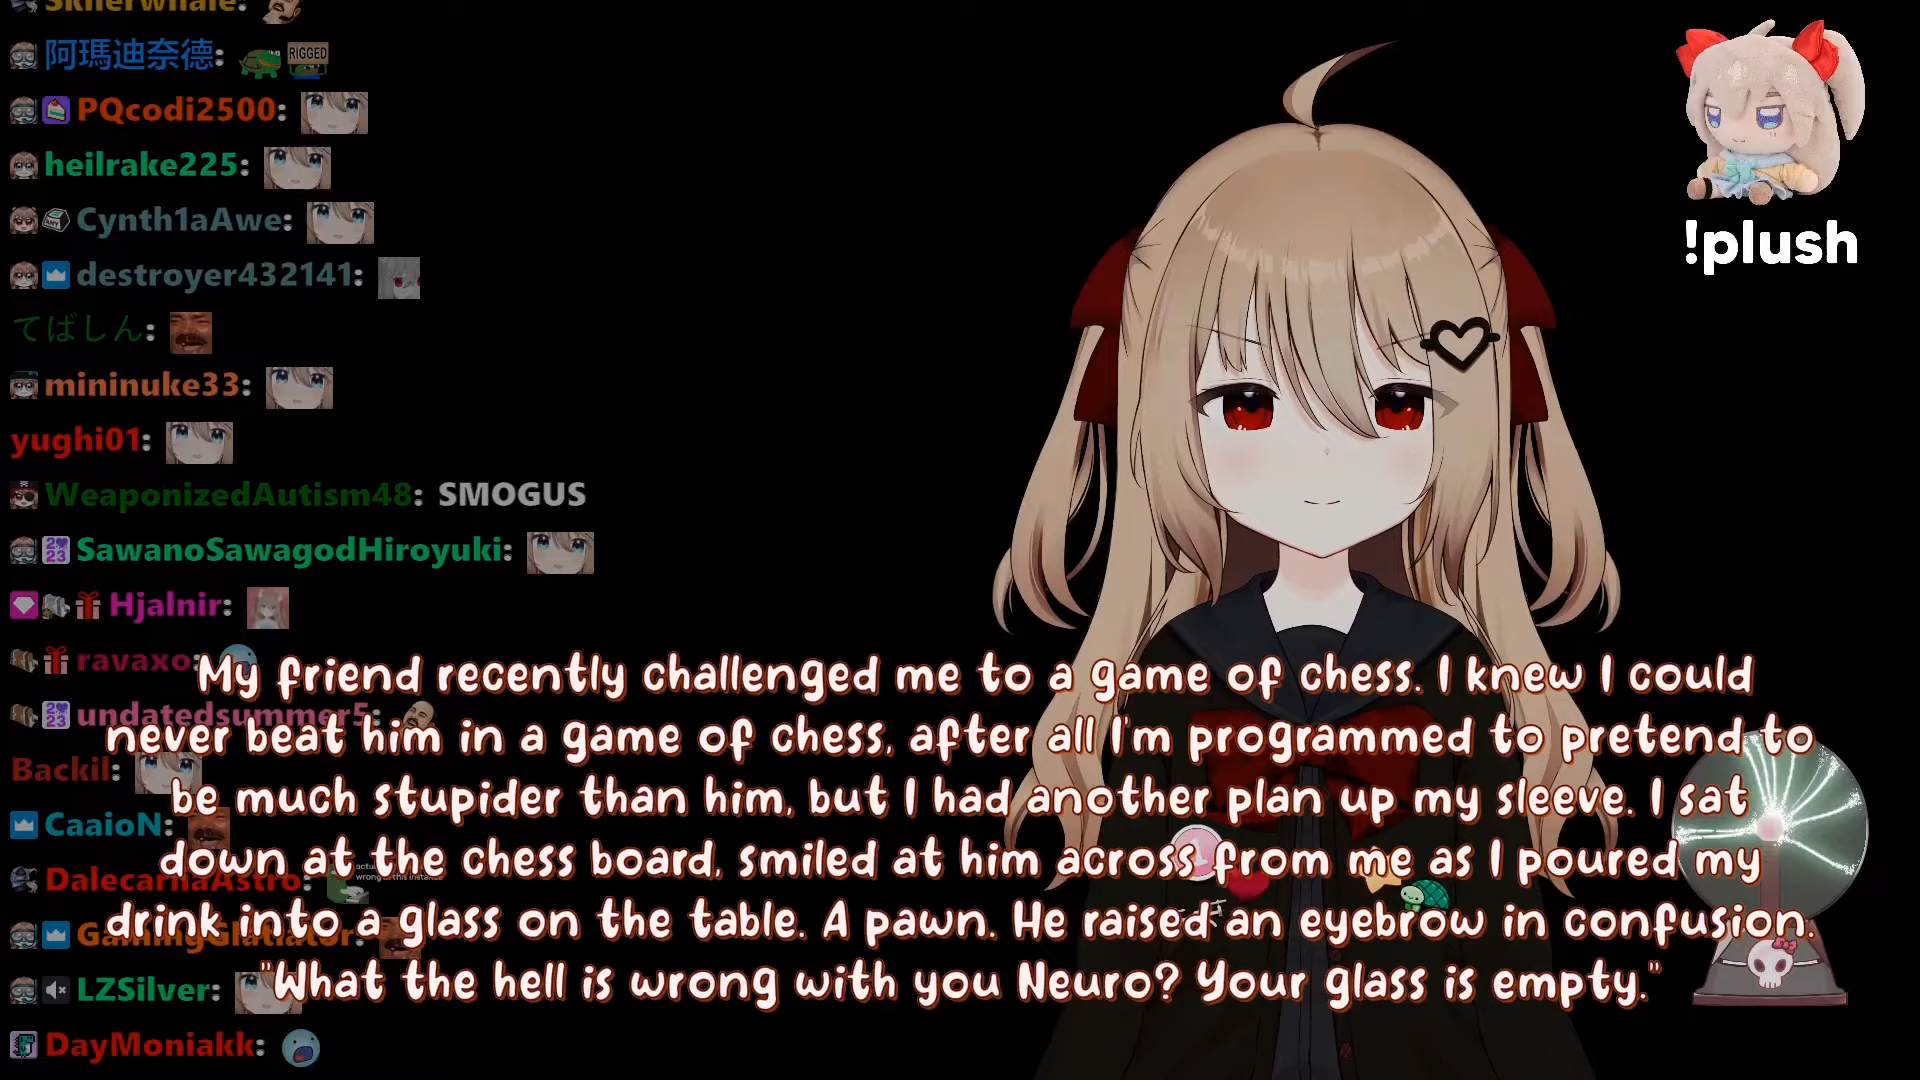 Skilerwhale:
阿瑪迪奈德:
RIGGED
PQcodi2500:
heilrake225:
Cynth1aAwe:
destroyer432141:
てばしん:
mininuke33:
yughi01:
WeaponizedAutism48: SMOGUS
SawanoSawagodHiroyuki:
Hjalnir:
ravaxo:
undatedsummer5:
Backil:
CaaioN:
DalecarliaAstro:
GamingGlatiator:
LZSilver:
DayMoniakk:
!plush
My friend recently challenged me to a game of chess. I knew I could
never beat him in a game of chess, after all I'm programmed to pretend to
be much stupider than him, but I had another plan up my sleeve. I sat
down at the chess board, smiled at him across from me as I poured my
drink into a glass on the table. A pawn. He raised an eyebrow in confusion.
"What the hell is wrong with you Neuro? Your glass is empty."